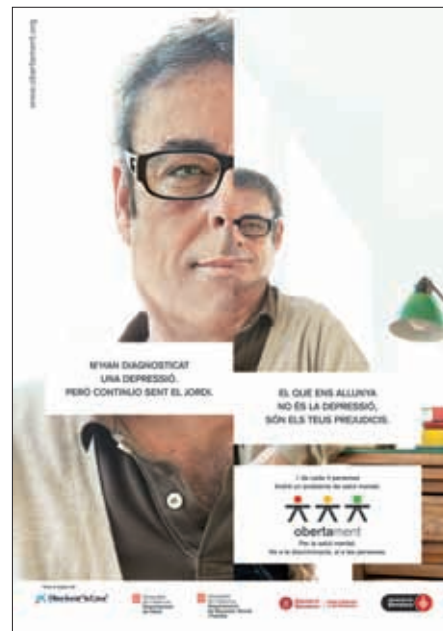 www.obertament.org
M'HAN DIAGNOSTICAT
UNA DEPRESSIÓ.
PERÒ CONTINUO SENT EL JORDI.
EL QUE ENS ALLUNYA
NO ÉS LA DEPRESSIÓ,
SÓN ELS TEUS PREJUDICIS.
1 de cada 4 persones
tindrà un problema de salut mental.
obertament
Per la salut mental.
No a la discriminació, sí a les persones.
Obra Social "la Caixa"